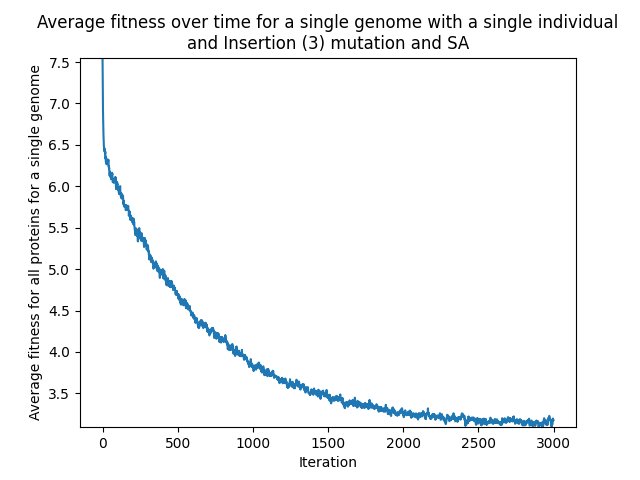 Average fitness over time for a single genome with a single individual
and Insertion (3) mutation and SA
Average fitness for all proteins for a single genome
7.5
7.0
6.5
6.0
5.5
5.0
4.5
4.0
3.5
0 500 1000 1500 2000 2500 3000
Iteration